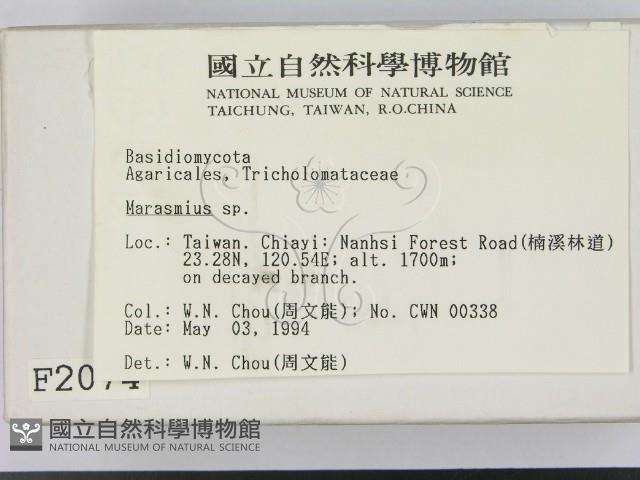 國立自然科學博物館
NATIONAL MUSEUM OF NATURAL SCIENCE
TAICHUNG, TAIWAN, R.O.CHINA
Basidiomycota
Agaricales, Tricholomataceae
Marasmius sp.
Loc.: Taiwan. Chiayi: Nanhsi Forest Road(楠溪林道)
23.28N, 120.54E; alt. 1700m;
on decayed branch.
Col.: W.N. Chou(周文能); No. CWN 00338
Date: May 03, 1994
Det.: W.N. Chou(周文能)
F2074
國立自然科學博物館
NATIONAL MUSEUM OF NATURAL SCIENCE